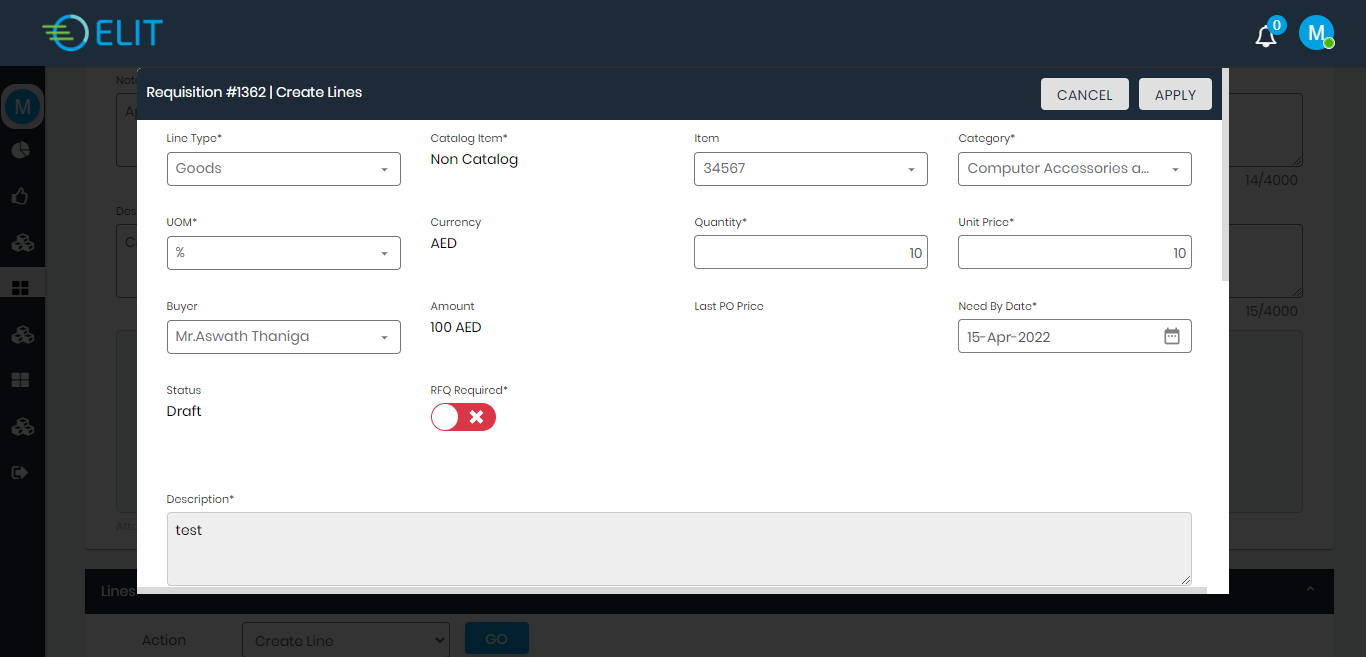 ELIT
0
M
M
Requisition #1362 | Create Lines
CANCEL
APPLY
Line Type*
Goods
Catalog Item*
Non Catalog
Item
34567
Category*
Computer Accessories a...
14/4000
UOM*
%
Currency
AED
Quantity*
10
Unit Price*
10
Buyer
Mr.Aswath Thaniga
Amount
100 AED
Last PO Price
Need By Date*
15-Apr-2022
15/4000
Status
Draft
RFQ Required*
Description*
test
Lines
Action
Create Line
GO